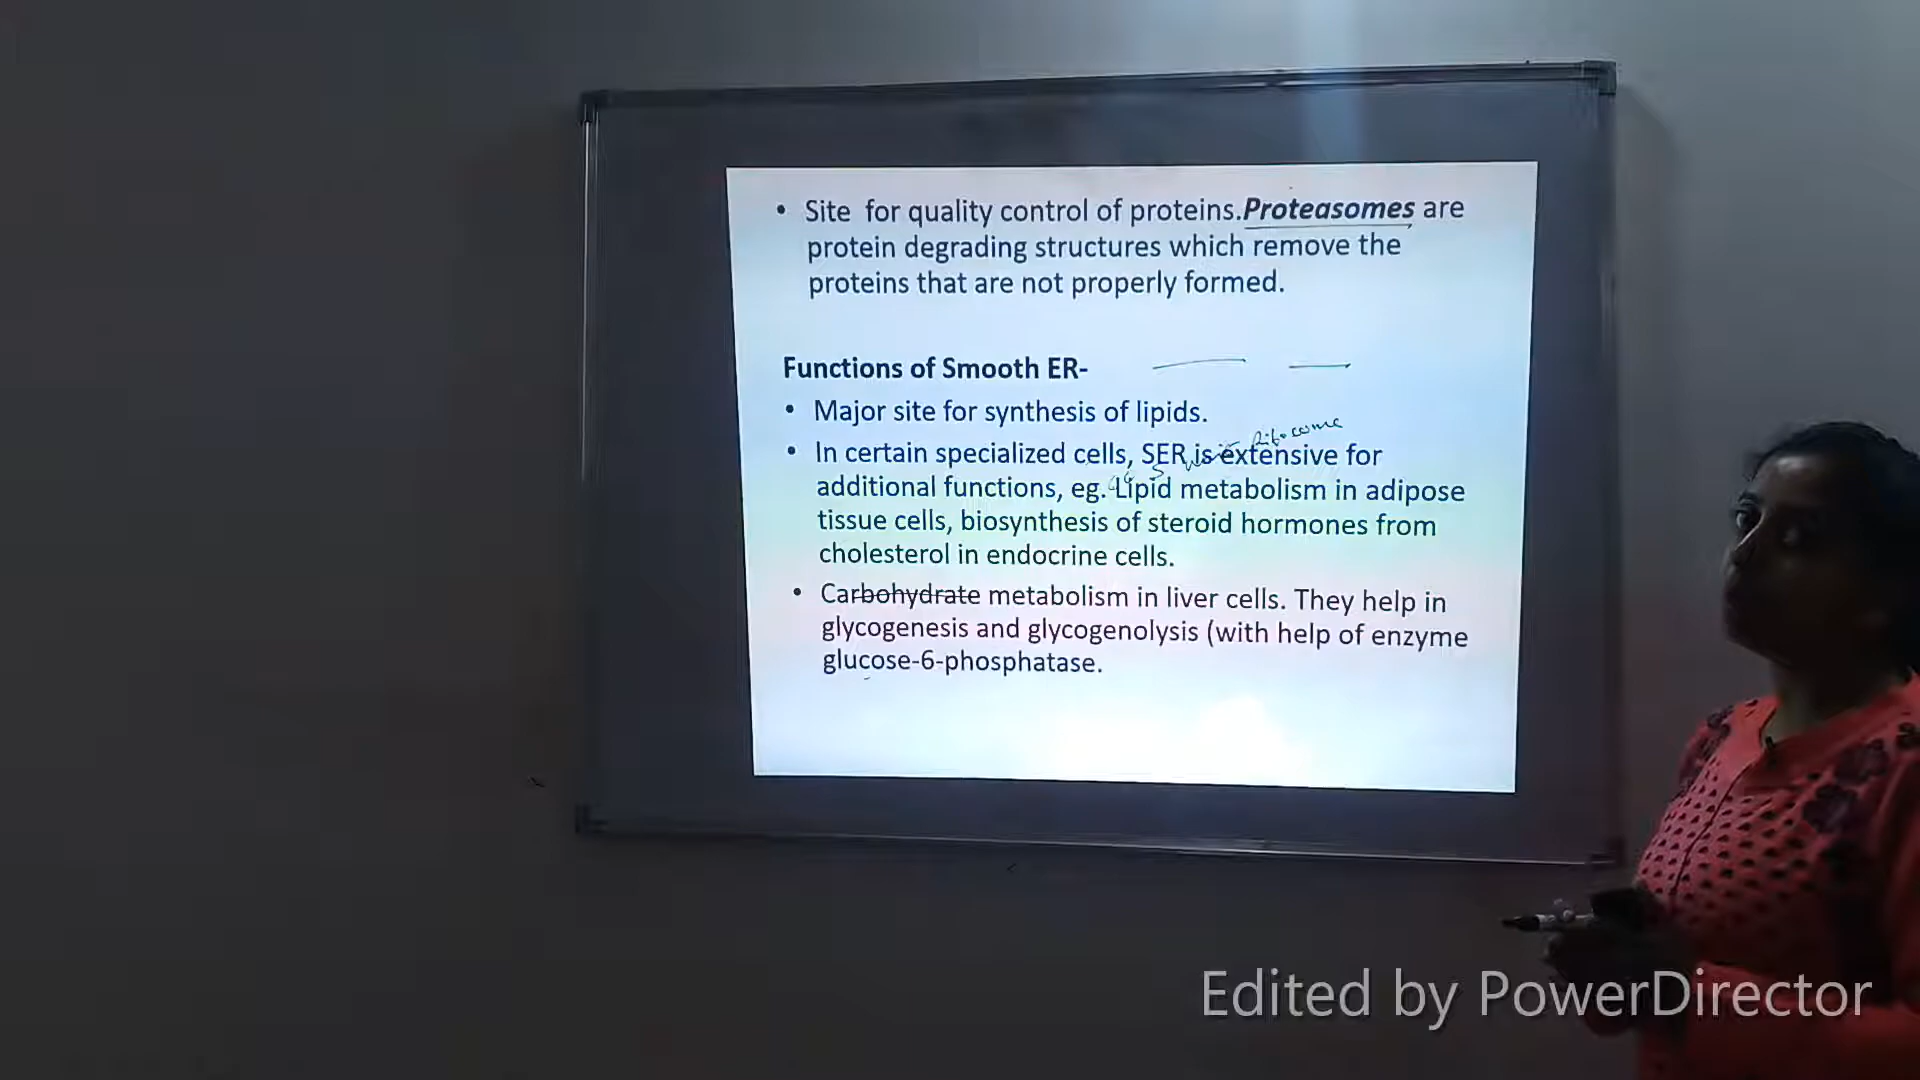 • Site for quality control of proteins.Proteasomes are
protein degrading structures which remove the
proteins that are not properly formed.
Functions of Smooth ER-
• Major site for synthesis of lipids.
Ribosome
• In certain specialized cells, SER is extensive for
additional functions, eg. Lipid metabolism in adipose
tissue cells, biosynthesis of steroid hormones from
cholesterol in endocrine cells.
• Carbohydrate metabolism in liver cells. They help in
glycogenesis and glycogenolysis (with help of enzyme
glucose-6-phosphatase.
Edited by PowerDirector